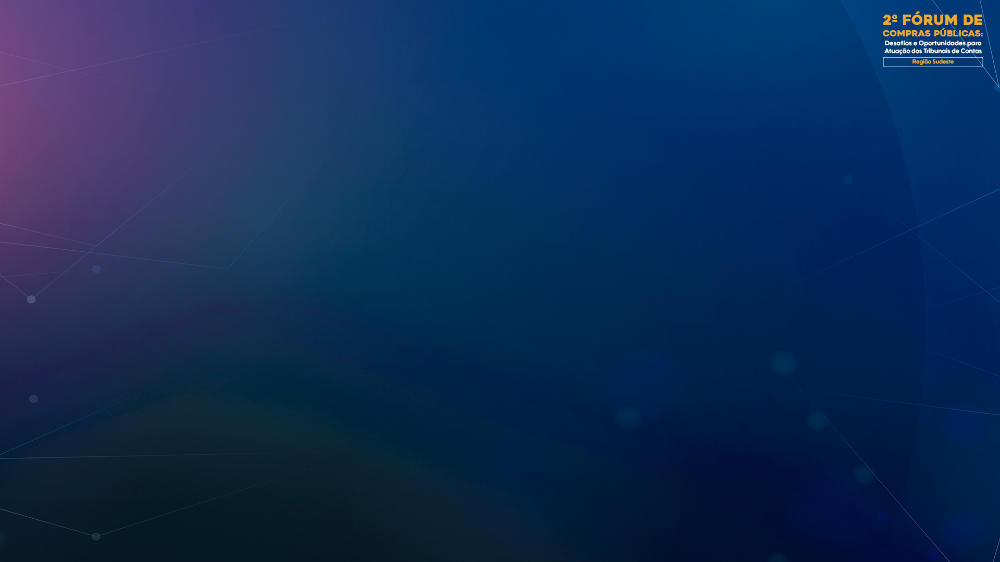 2º FÓRUM DE
COMPRAS PÚBLICAS:
Desafios e Oportunidades para
Atuação dos Tribunais de Contas
Região Sudeste